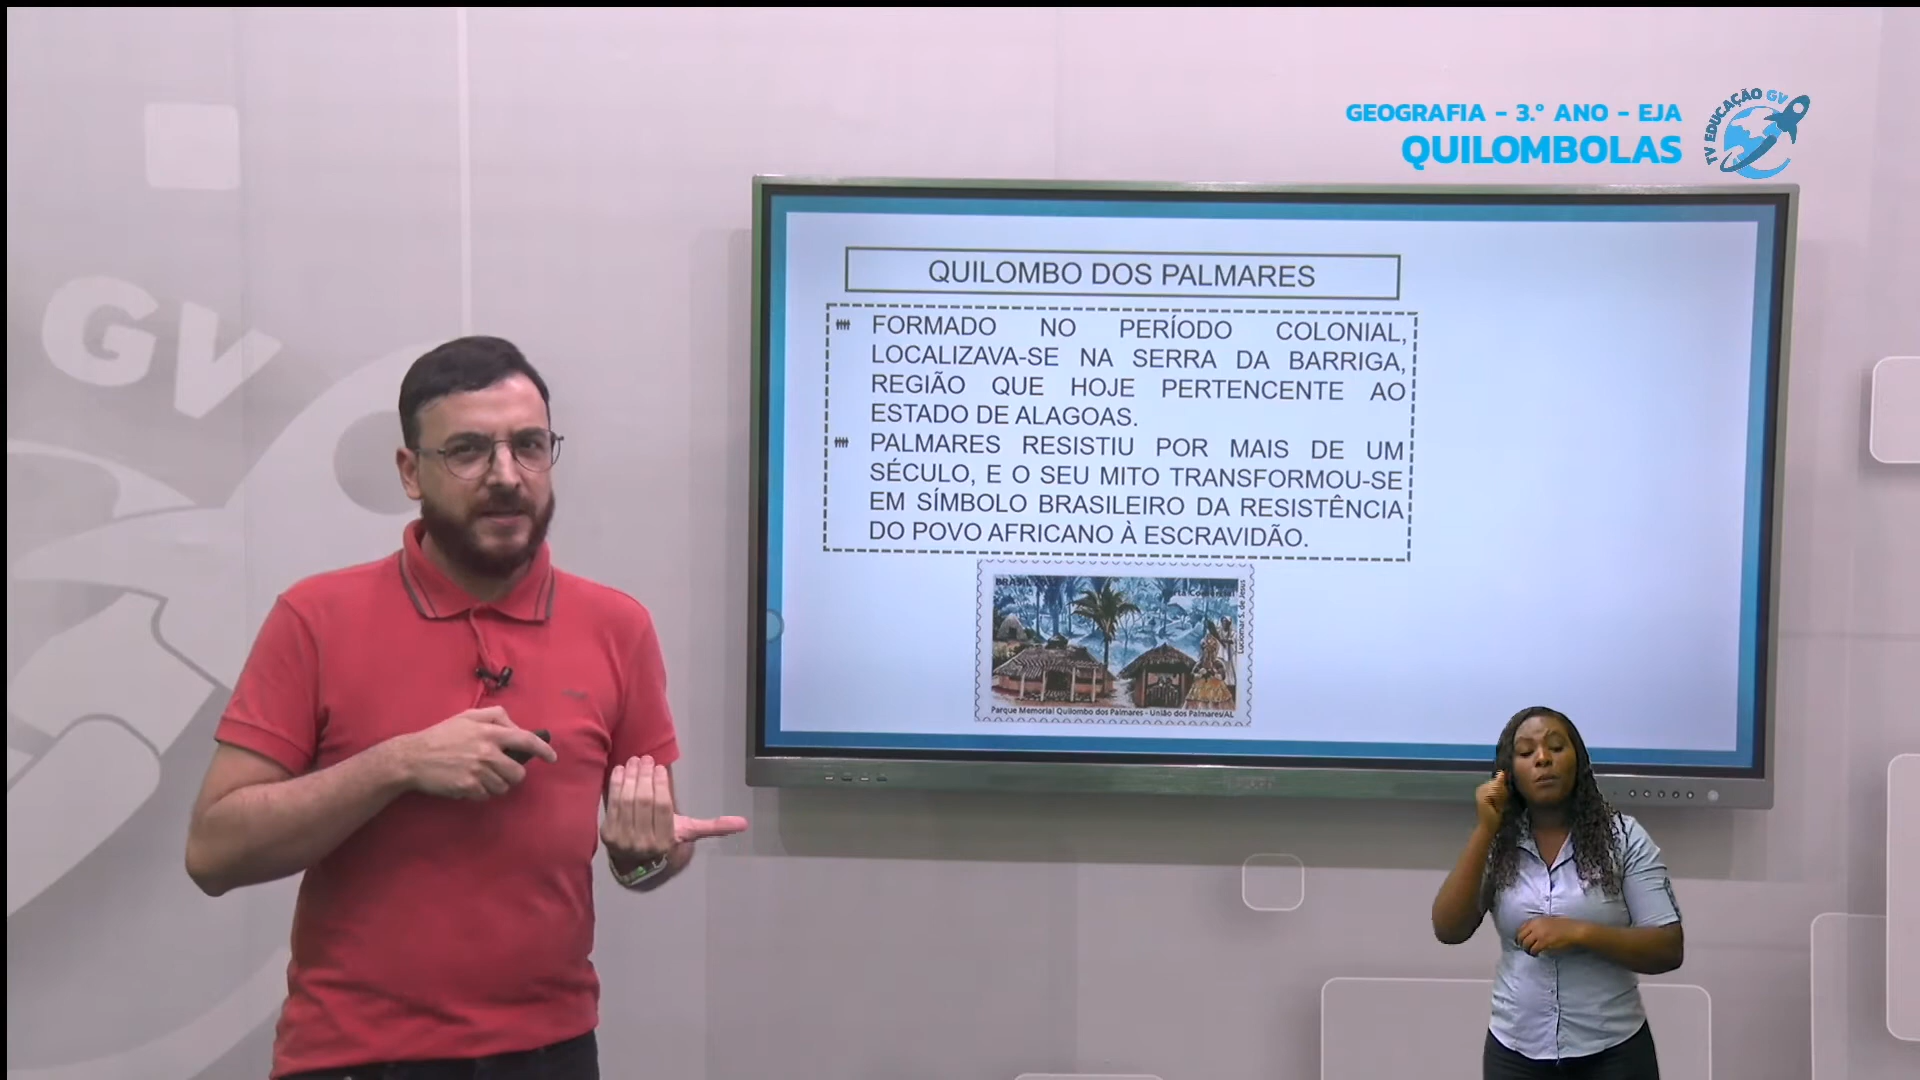 GEOGRAFIA - 3.º ANO - EJA
QUILOMBOLAS
TV EDUCAÇÃO GV
GV
QUILOMBO DOS PALMARES
FORMADO NO PERÍODO COLONIAL,
LOCALIZAVA-SE NA SERRA DA BARRIGA,
REGIÃO QUE HOJE PERTENCENTE AO
ESTADO DE ALAGOAS.
PALMARES RESISTIU POR MAIS DE UM
SÉCULO, E O SEU MITO TRANSFORMOU-SE
EM SÍMBOLO BRASILEIRO DA RESISTÊNCIA
DO POVO AFRICANO À ESCRAVIDÃO.
BRASIL
Parque Memorial Quilombo dos Palmares - União dos Palmares/AL